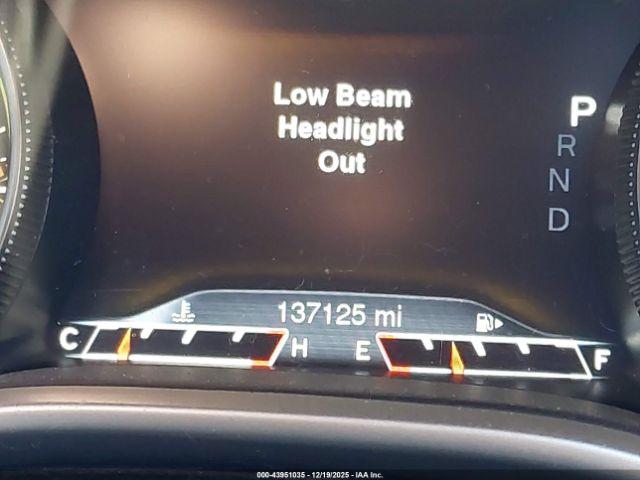 Low Beam
Headlight
Out
P
R
N
D
137125 mi
C H E F
000-43951035 - 12/19/2025 - IAA Inc.